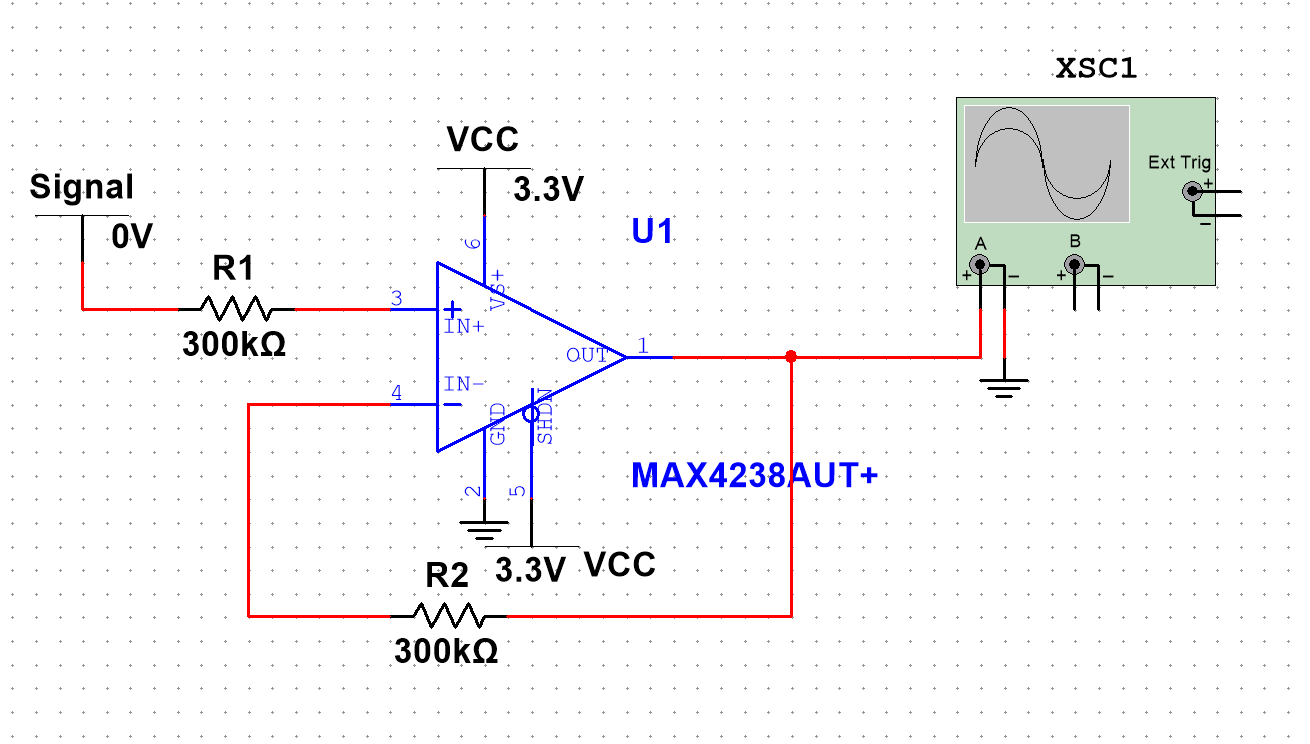 XSC1
VCC
3.3V
Signal
0V
Ext Trig
+
−
U1
A
B
+
−
+
−
R1
300kΩ
6
VS+
3
+
IN+
OUT
1
IN-
4
−
GND
SHDN
2
5
MAX4238AUT+
3.3V VCC
R2
300kΩ